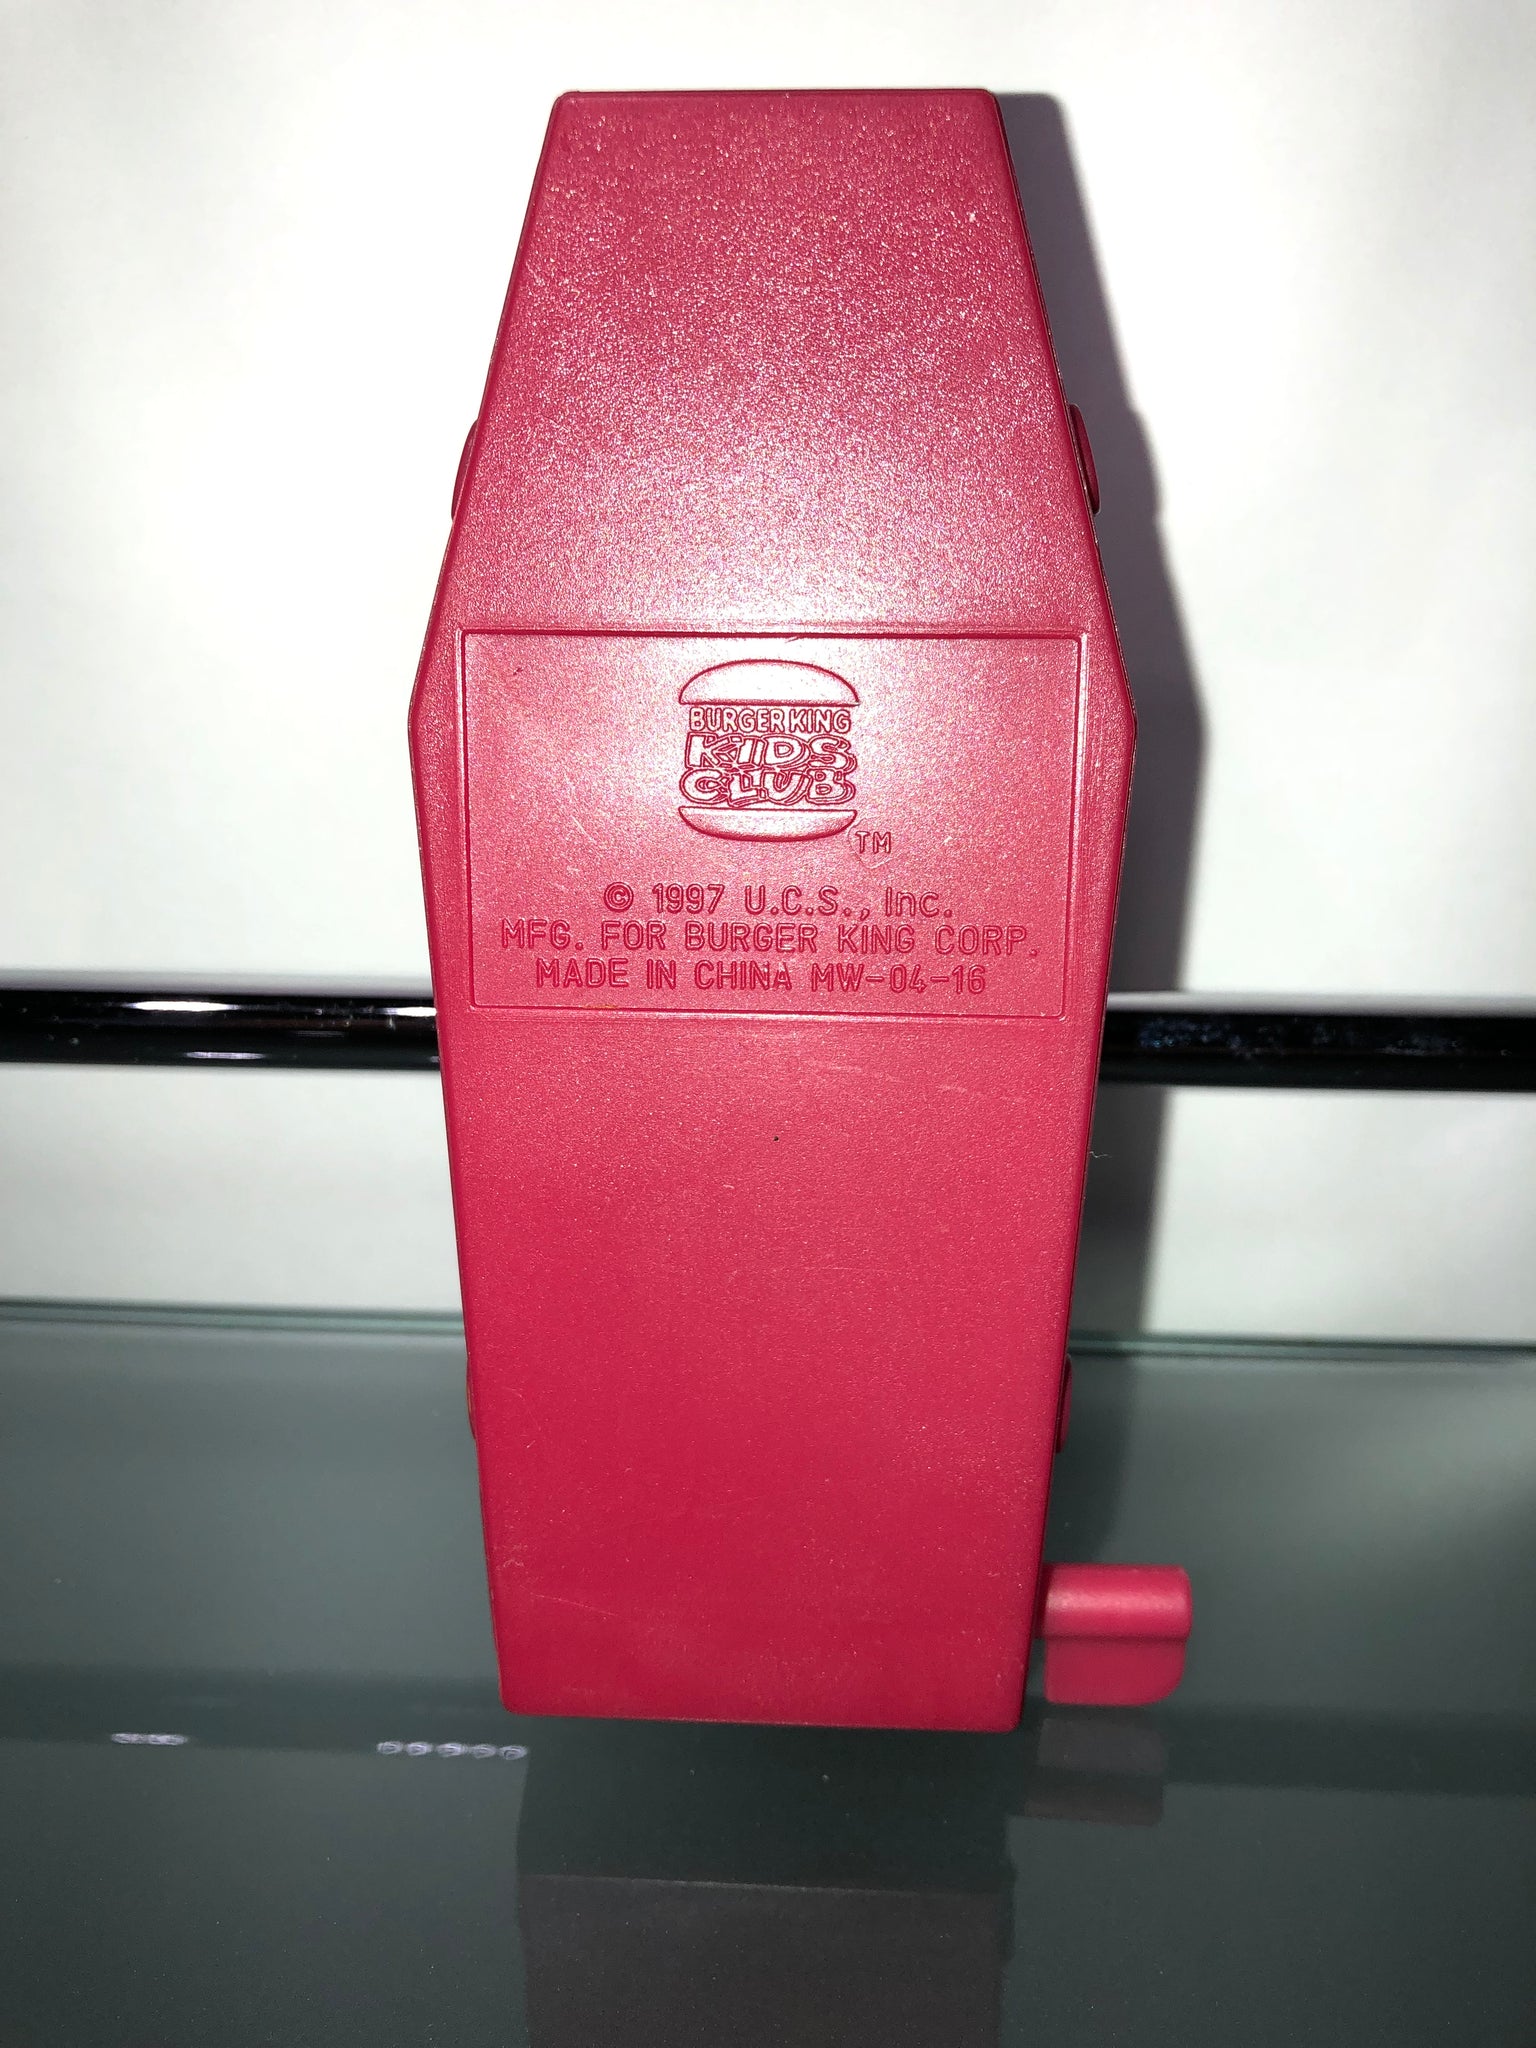 BURGER KING
KIDS
CLUB
TM
© 1997 U.C.S., Inc.
MFG. FOR BURGER KING CORP.
MADE IN CHINA MW-04-16